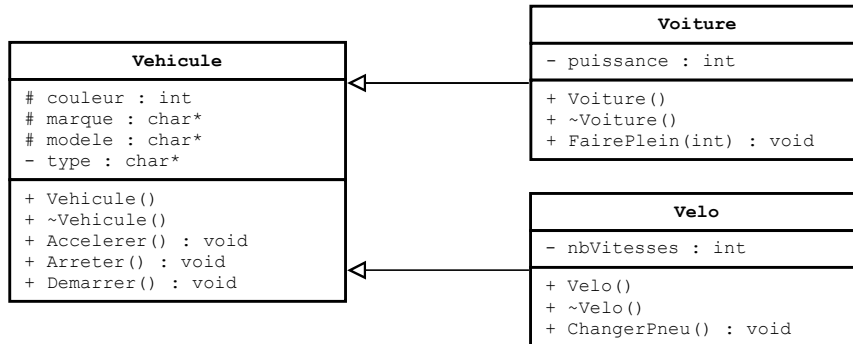 Vehicule
# couleur : int
# marque : char*
# modele : char*
- type : char*
+ Vehicule()
+ ~Vehicule()
+ Accelerer() : void
+ Arreter() : void
+ Demarrer() : void
Voiture
- puissance : int
+ Voiture()
+ ~Voiture()
+ FairePlein(int) : void
Velo
- nbVitesses : int
+ Velo()
+ ~Velo()
+ ChangerPneu() : void